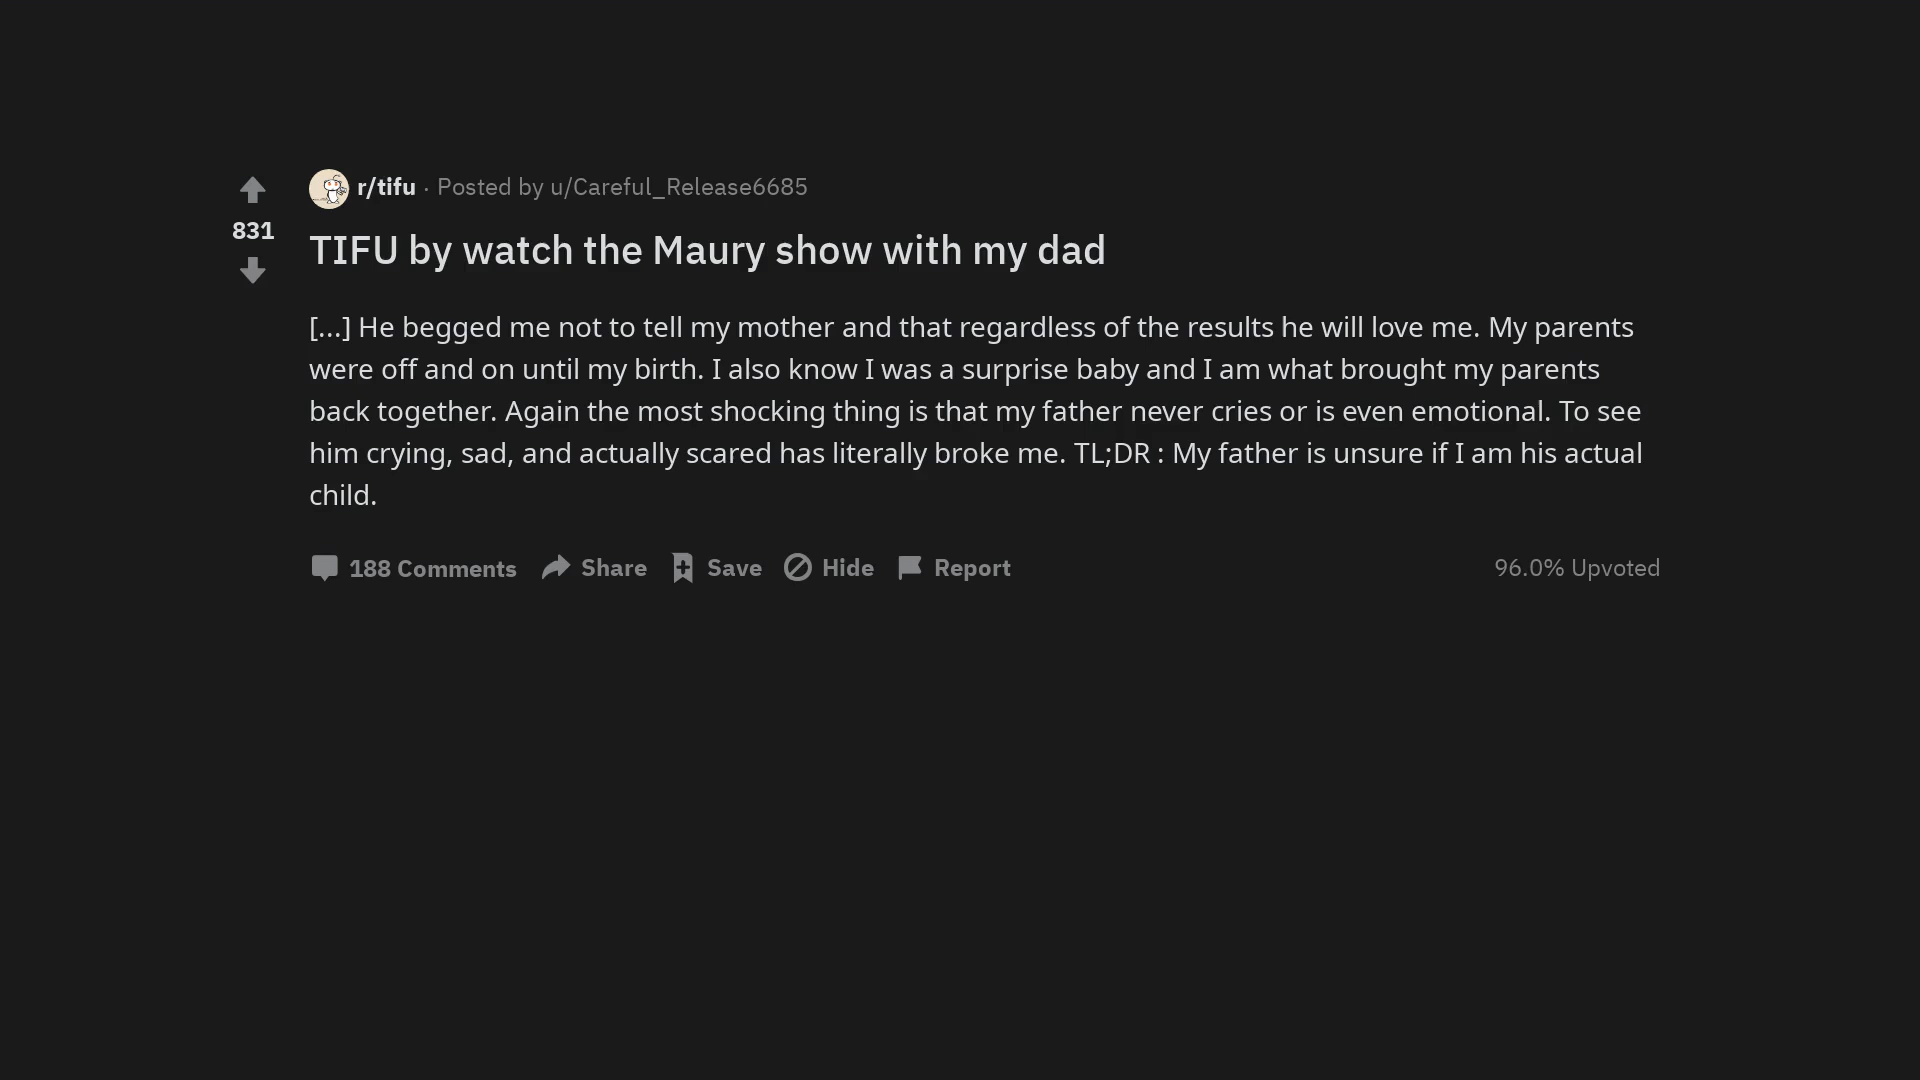 r/tifu · Posted by u/Careful_Release6685
831
TIFU by watch the Maury show with my dad
[...] He begged me not to tell my mother and that regardless of the results he will love me. My parents
were off and on until my birth. I also know I was a surprise baby and I am what brought my parents
back together. Again the most shocking thing is that my father never cries or is even emotional. To see
him crying, sad, and actually scared has literally broke me. TL;DR : My father is unsure if I am his actual
child.
188 Comments Share Save Hide Report 96.0% Upvoted